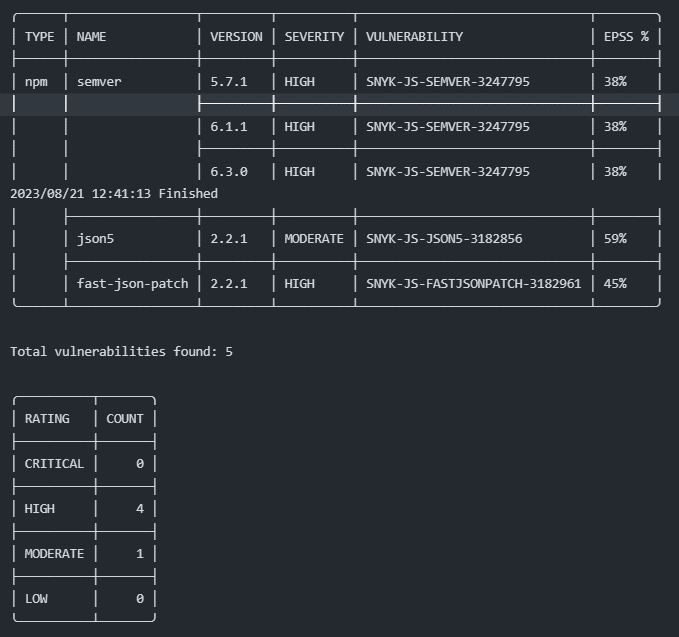 TYPE NAME VERSION SEVERITY VULNERABILITY EPSS %
npm semver 5.7.1 HIGH SNYK-JS-SEMVER-3247795 38%
6.1.1 HIGH SNYK-JS-SEMVER-3247795 38%
6.3.0 HIGH SNYK-JS-SEMVER-3247795 38%
2023/08/21 12:41:13 Finished
json5 2.2.1 MODERATE SNYK-JS-JSON5-3182856 59%
fast-json-patch 2.2.1 HIGH SNYK-JS-FASTJSONPATCH-3182961 45%
Total vulnerabilities found: 5
RATING COUNT
CRITICAL 0
HIGH 4
MODERATE 1
LOW 0